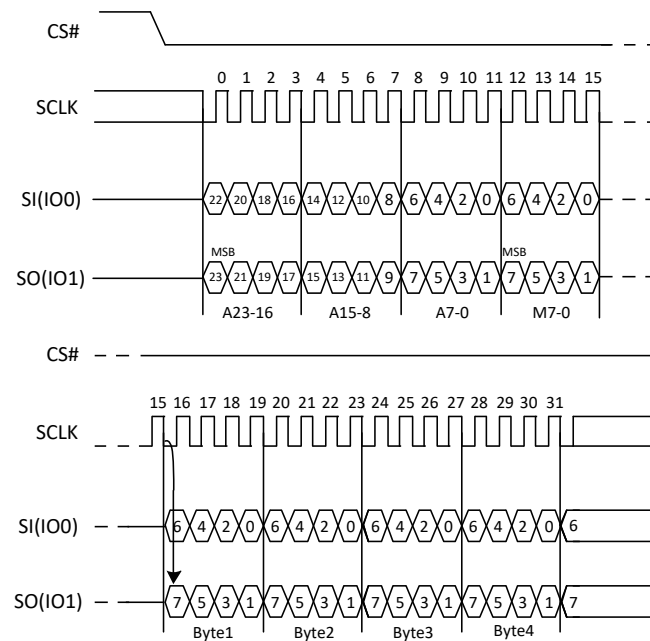 CS#
0 1 2 3 4 5 6 7 8 9 10 11 12 13 14 15
SCLK
SI(IO0) 22 20 18 16 14 12 10 8 6 4 2 0 6 4 2 0
MSB MSB
SO(IO1) 23 21 19 17 15 13 11 9 7 5 3 1 7 5 3 1
A23-16 A15-8 A7-0 M7-0
CS#
15 16 17 18 19 20 21 22 23 24 25 26 27 28 29 30 31
SCLK
SI(IO0) 6 4 2 0 6 4 2 0 6 4 2 0 6 4 2 0 6
SO(IO1) 7 5 3 1 7 5 3 1 7 5 3 1 7 5 3 1 7
Byte1 Byte2 Byte3 Byte4